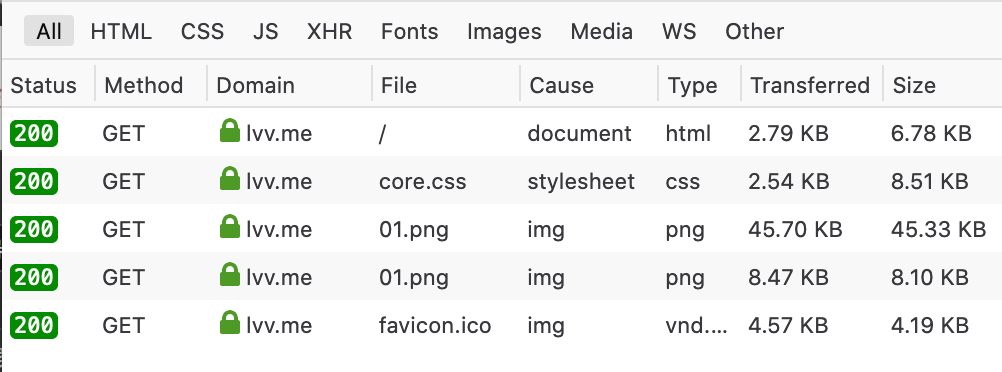 All HTML CSS JS XHR Fonts Images Media WS Other
Status Method Domain File Cause Type Transferred Size
200 GET lvv.me / document html 2.79 KB 6.78 KB
200 GET lvv.me core.css stylesheet css 2.54 KB 8.51 KB
200 GET lvv.me 01.png img png 45.70 KB 45.33 KB
200 GET lvv.me 01.png img png 8.47 KB 8.10 KB
200 GET lvv.me favicon.ico img vnd.… 4.57 KB 4.19 KB